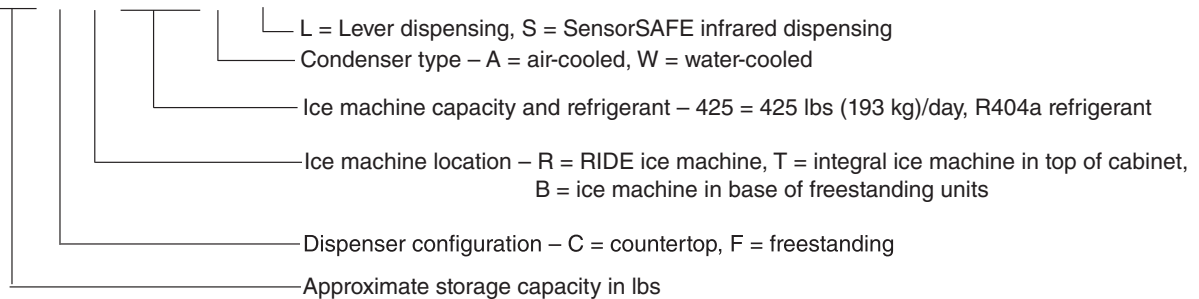 L = Lever dispensing, S = SensorSAFE infrared dispensing
Condenser type – A = air-cooled, W = water-cooled
Ice machine capacity and refrigerant – 425 = 425 lbs (193 kg)/day, R404a refrigerant
Ice machine location – R = RIDE ice machine, T = integral ice machine in top of cabinet,
B = ice machine in base of freestanding units
Dispenser configuration – C = countertop, F = freestanding
Approximate storage capacity in lbs